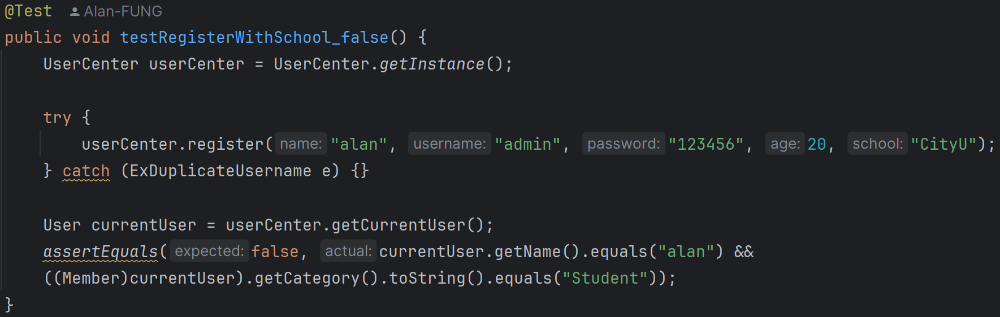 @Test Alan-FUNG
public void testRegisterWithSchool_false() {
UserCenter userCenter = UserCenter.getInstance();
try {
userCenter.register( name: "alan", username: "admin", password: "123456", age: 20, school: "CityU");
} catch (ExDuplicateUsername e) {}
User currentUser = userCenter.getCurrentUser();
assertEquals( expected: false, actual: currentUser.getName().equals("alan") &&
((Member)currentUser).getCategory().toString().equals("Student"));
}